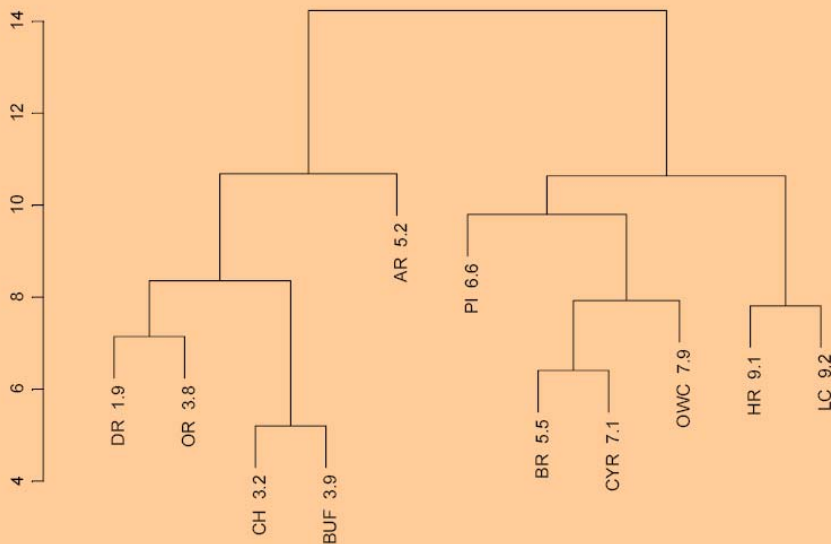 14
12
10
8
6
4
DR 1.9
OR 3.8
CH 3.2
BUF 3.9
AR 5.2
PI 6.6
BR 5.5
CYR 7.1
OWC 7.9
HR 9.1
LC 9.2